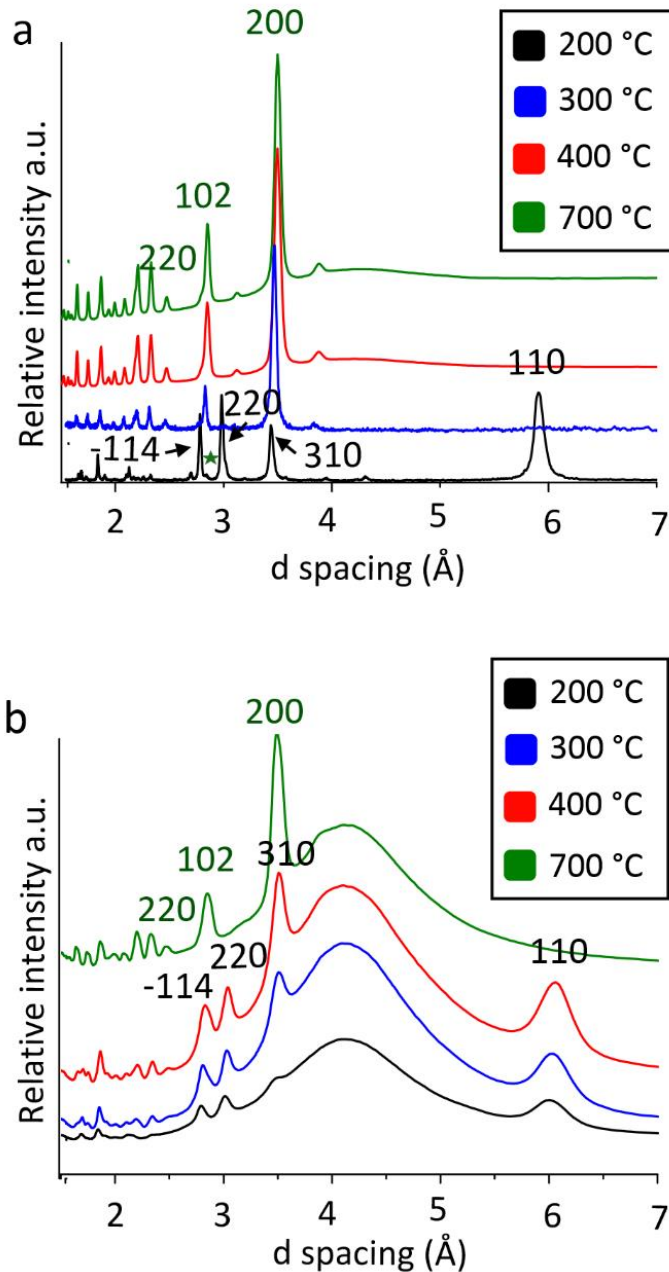 a
200
200 °C
300 °C
400 °C
700 °C
102
220
110
-114
220
310
Relative intensity a.u.
2 3 4 5 6 7
d spacing (Å)
b
200
200 °C
300 °C
400 °C
700 °C
310
102
220
110
220
-114
Relative intensity a.u.
2 3 4 5 6 7
d spacing (Å)